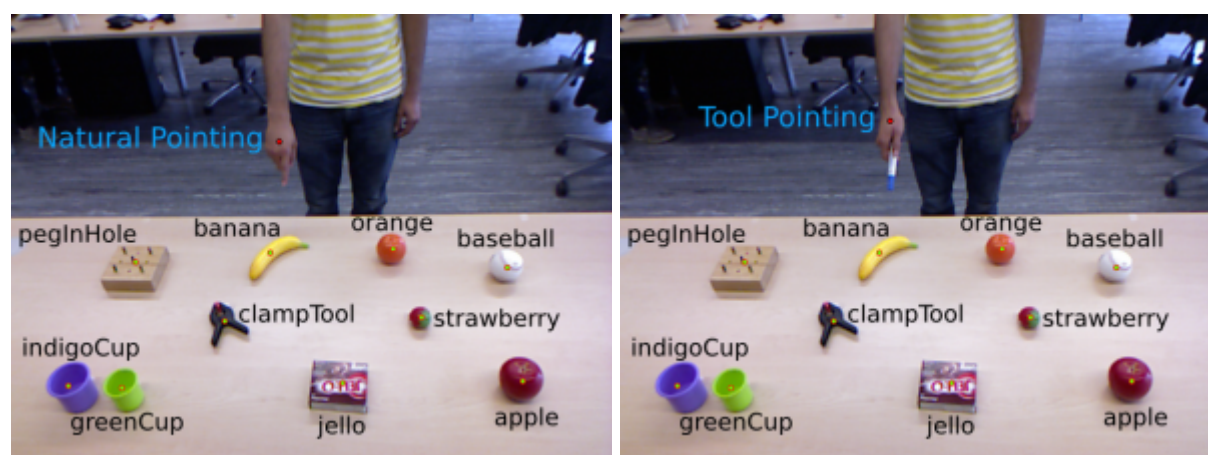 Natural Pointing
pegInHole
banana
orange
baseball
clampTool
strawberry
indigoCup
greenCup
jello
apple
Tool Pointing
pegInHole
banana
orange
baseball
clampTool
strawberry
indigoCup
greenCup
jello
apple